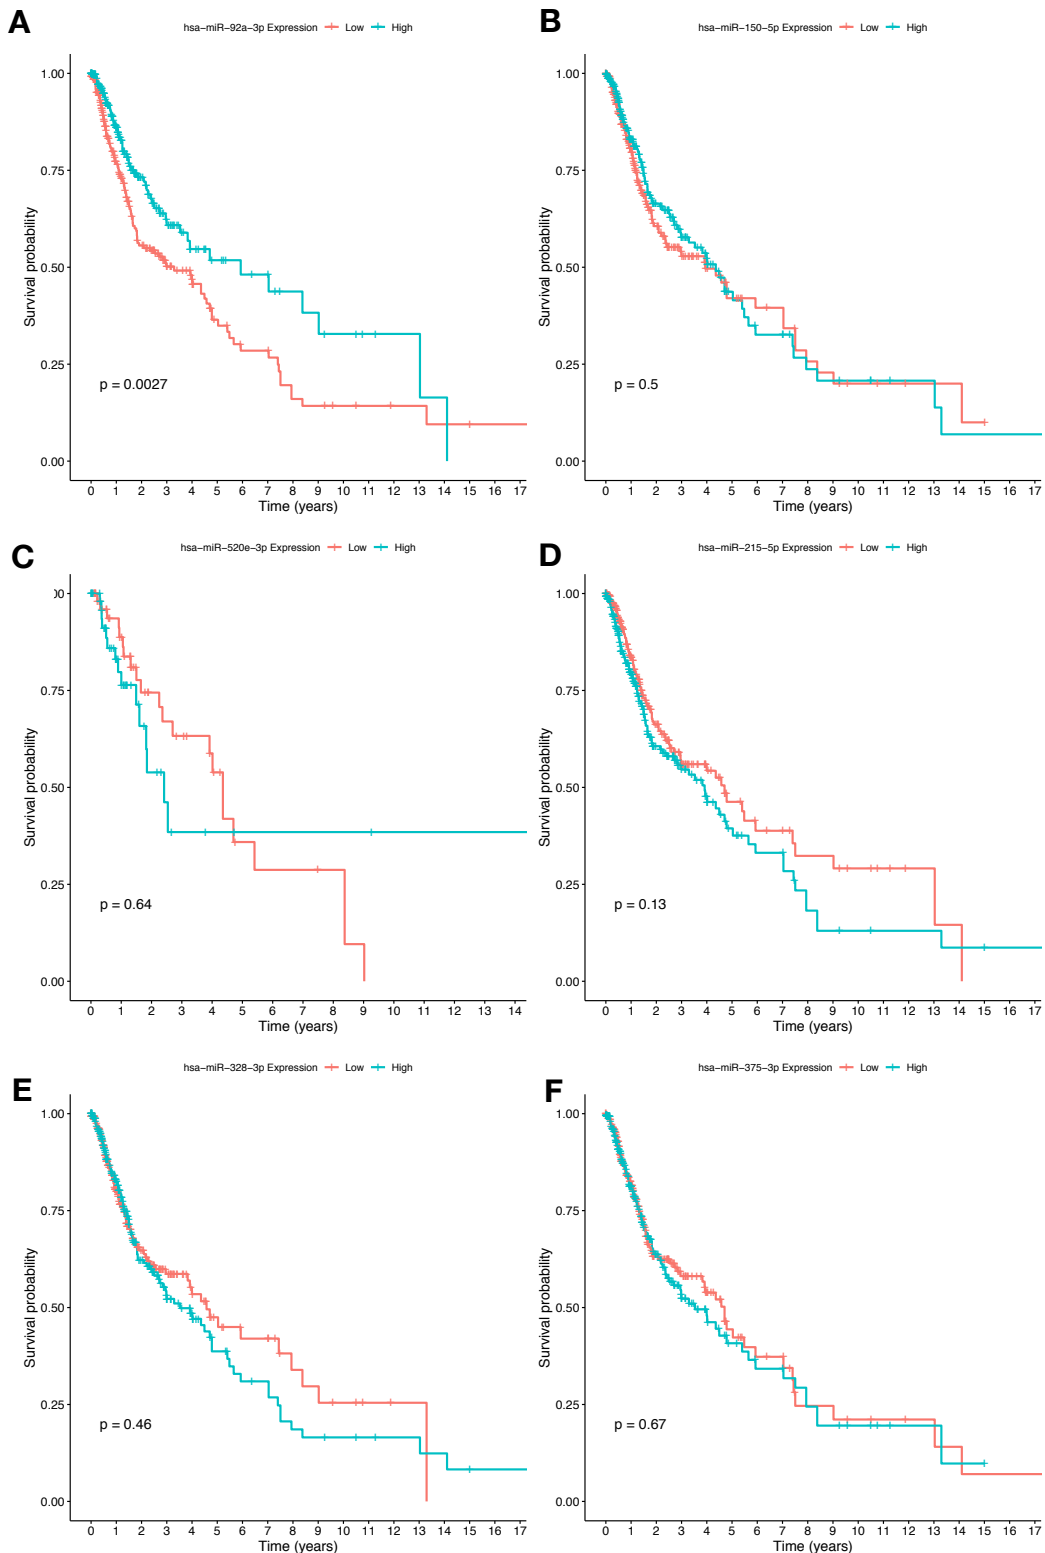 A
hsa-miR-92a-3p Expression Low High
Survival probability
1.00
0.75
0.50
0.25
0.00
p = 0.0027
0 1 2 3 4 5 6 7 8 9 10 11 12 13 14 15 16 17
Time (years)
B
hsa-miR-150-5p Expression Low High
Survival probability
1.00
0.75
0.50
0.25
0.00
p = 0.5
0 1 2 3 4 5 6 7 8 9 10 11 12 13 14 15 16 17
Time (years)
C
hsa-miR-520e-3p Expression Low High
Survival probability
00
0.75
0.50
0.25
0.00
p = 0.64
0 1 2 3 4 5 6 7 8 9 10 11 12 13 14
Time (years)
D
hsa-miR-215-5p Expression Low High
Survival probability
1.00
0.75
0.50
0.25
0.00
p = 0.13
0 1 2 3 4 5 6 7 8 9 10 11 12 13 14 15 16 17
Time (years)
E
hsa-miR-328-3p Expression Low High
Survival probability
1.00
0.75
0.50
0.25
0.00
p = 0.46
0 1 2 3 4 5 6 7 8 9 10 11 12 13 14 15 16 17
Time (years)
F
hsa-miR-375-3p Expression Low High
Survival probability
1.00
0.75
0.50
0.25
0.00
p = 0.67
0 1 2 3 4 5 6 7 8 9 10 11 12 13 14 15 16 17
Time (years)